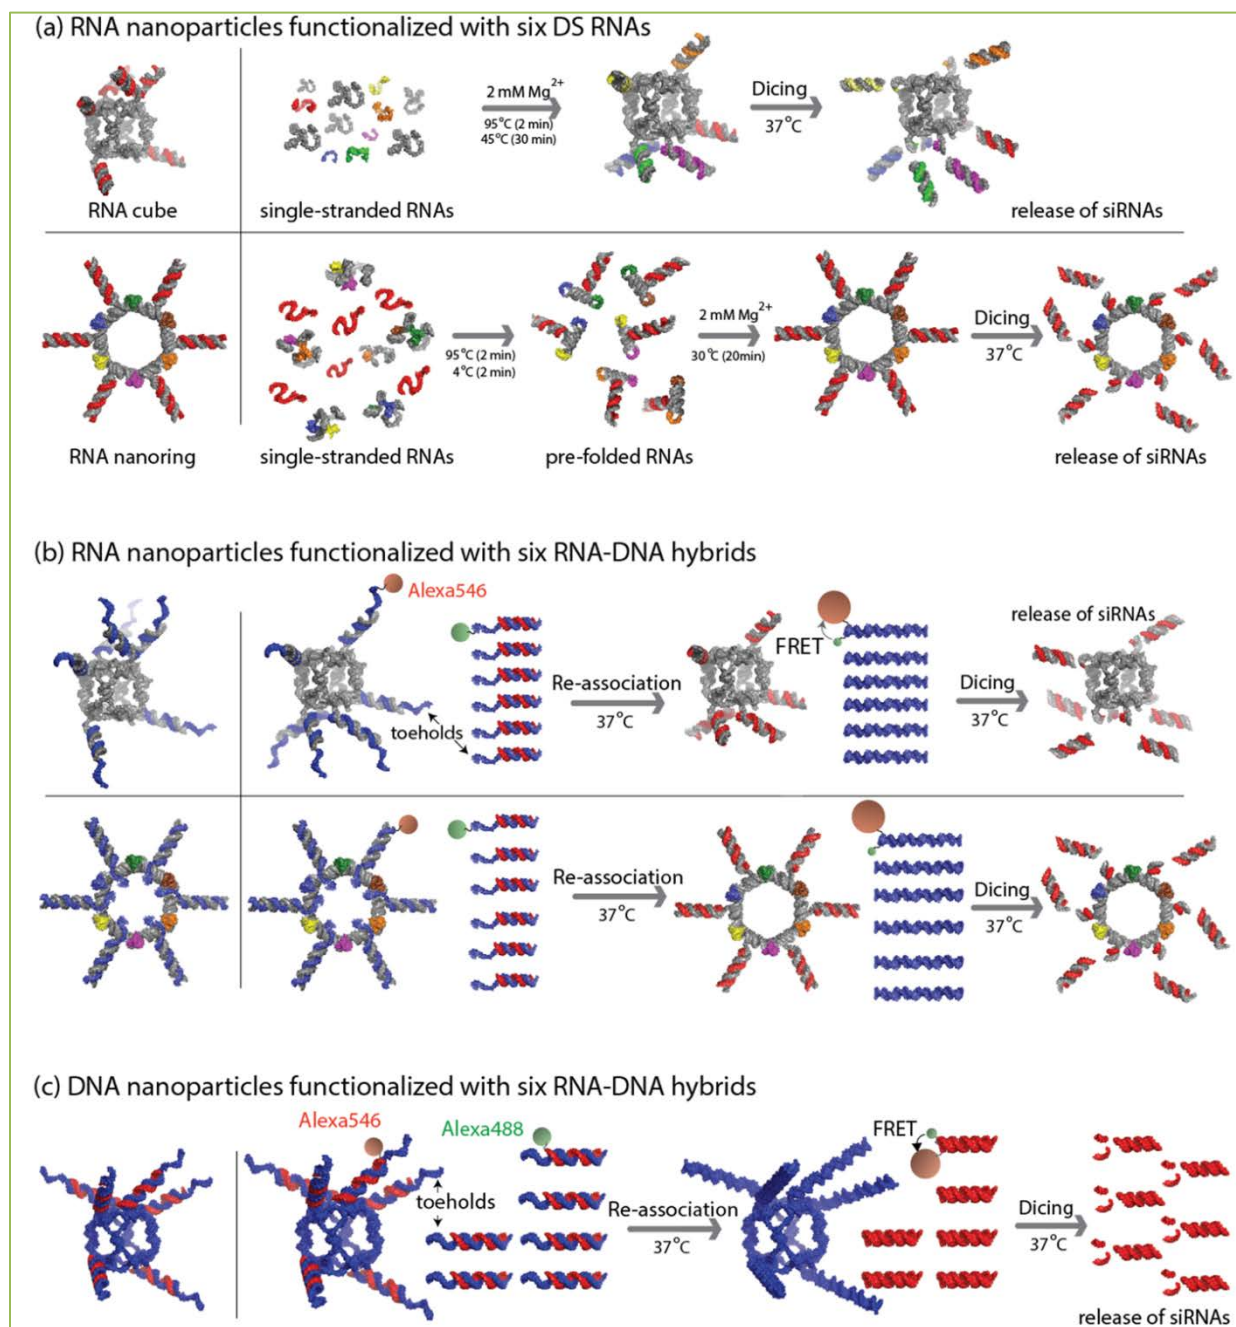 (a) RNA nanoparticles functionalized with six DS RNAs
2 mM Mg2+
95°C (2 min)
45°C (30 min)
Dicing
37°C
RNA cube
single-stranded RNAs
release of siRNAs
95°C (2 min)
4°C (2 min)
2 mM Mg2+
30°C (20min)
Dicing
37°C
RNA nanoring
single-stranded RNAs
pre-folded RNAs
release of siRNAs
(b) RNA nanoparticles functionalized with six RNA-DNA hybrids
Alexa546
toeholds
Re-association
37°C
FRET
Dicing
37°C
release of siRNAs
Re-association
37°C
Dicing
37°C
(c) DNA nanoparticles functionalized with six RNA-DNA hybrids
Alexa546
Alexa488
toeholds
Re-association
37°C
FRET
Dicing
37°C
release of siRNAs